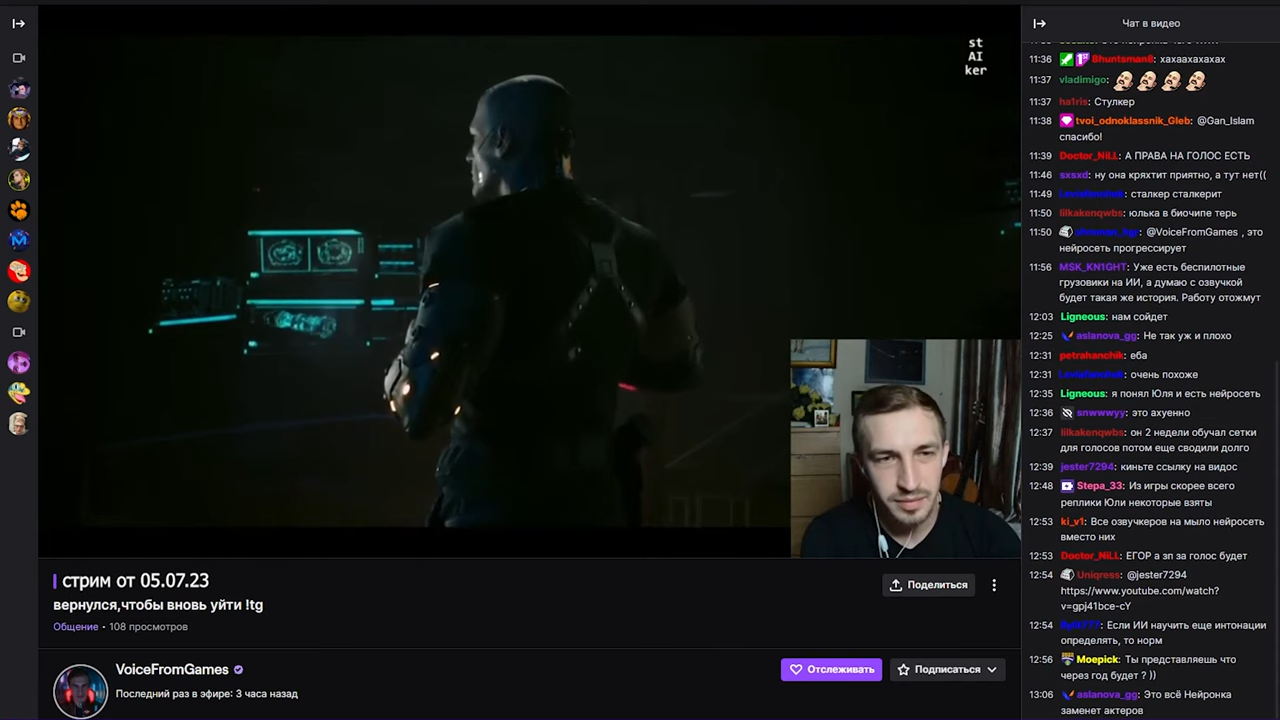 st
AI
ker
стрим от 05.07.23
вернулся,чтобы вновь уйти !tg
Общение • 108 просмотров
Поделиться
VoiceFromGames
Последний раз в эфире: 3 часа назад
Отслеживать
Подписаться
Чат в видео
11:36 8huntsman8: хахаахахахах
11:37 vladimigo:
11:37 ha1ris: Стулкер
11:38 tvoi_odnoklassnik_Gleb: @Gan_Islam
спасибо!
11:39 Doctor_NiLL: А ПРАВА НА ГОЛОС ЕСТЬ
11:46 sxsxd: ну она кряхтит приятно, а тут нет((
11:49 сталкер сталкерит
11:50 lilkakenqwbs: юлька в биочипе терь
11:50 @VoiceFromGames , это
нейросеть прогрессирует
11:56 MSK_KN1GHT: Уже есть беспилотные
грузовики на ИИ, а думаю с озвучкой
будет такая же история. Работу отожмут
12:03 Ligneous: нам сойдет
12:25 aslanova_gg: Не так уж и плохо
12:31 petrahanchik: еба
12:31 очень похоже
12:35 Ligneous: я понял Юля и есть нейросеть
12:36 snwwwyy: это ахуенно
12:37 lilkakenqwbs: он 2 недели обучал сетки
для голосов потом еще сводили долго
12:39 jester7294: киньте ссылку на видос
12:48 Stepa_33: Из игры скорее всего
реплики Юли некоторые взяты
12:53 ki_v1: Все озвучкеров на мыло нейросеть
вместо них
12:53 Doctor_NiLL: ЕГОР а зп за голос будет
12:54 Uniqress: @jester7294
https://www.youtube.com/watch?
v=gpj41bce-cY
12:54 Если ИИ научить еще интонации
определять, то норм
12:56 Moepick: Ты представляешь что
через год будет ? ))
13:06 aslanova_gg: Это всё Нейронка
заменет актеров